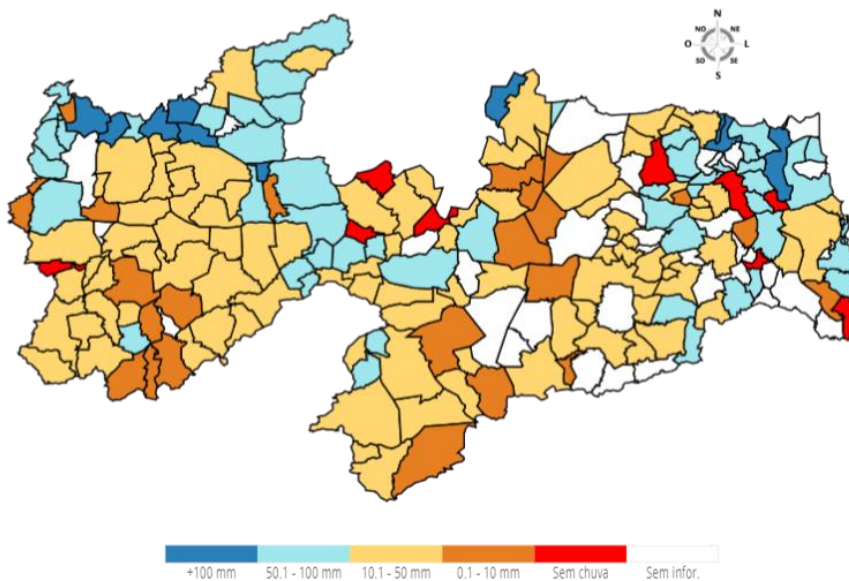 N
NO NE
O L
SO SE
S
+100 mm 50.1 - 100 mm 10.1 - 50 mm 0.1 - 10 mm Sem chuva Sem infor.